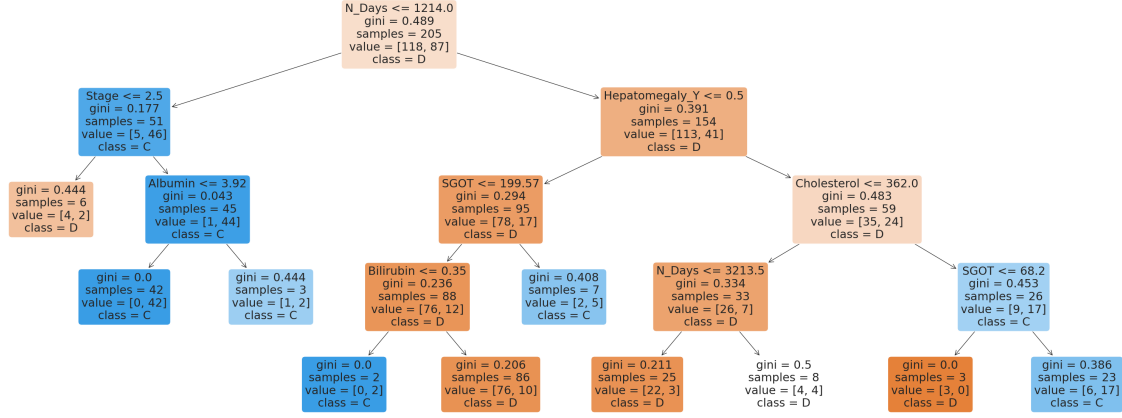 N_Days <= 1214.0
gini = 0.489
samples = 205
value = [118, 87]
class = D
Stage <= 2.5
gini = 0.177
samples = 51
value = [5, 46]
class = C
Hepatomegaly_Y <= 0.5
gini = 0.391
samples = 154
value = [113, 41]
class = D
gini = 0.444
samples = 6
value = [4, 2]
class = D
Albumin <= 3.92
gini = 0.043
samples = 45
value = [1, 44]
class = C
SGOT <= 199.57
gini = 0.294
samples = 95
value = [78, 17]
class = D
Cholesterol <= 362.0
gini = 0.483
samples = 59
value = [35, 24]
class = D
gini = 0.0
samples = 42
value = [0, 42]
class = C
gini = 0.444
samples = 3
value = [1, 2]
class = C
Bilirubin <= 0.35
gini = 0.236
samples = 88
value = [76, 12]
class = D
gini = 0.408
samples = 7
value = [2, 5]
class = C
N_Days <= 3213.5
gini = 0.334
samples = 33
value = [26, 7]
class = D
SGOT <= 68.2
gini = 0.453
samples = 26
value = [9, 17]
class = C
gini = 0.0
samples = 2
value = [0, 2]
class = C
gini = 0.206
samples = 86
value = [76, 10]
class = D
gini = 0.211
samples = 25
value = [22, 3]
class = D
gini = 0.5
samples = 8
value = [4, 4]
class = D
gini = 0.0
samples = 3
value = [3, 0]
class = D
gini = 0.386
samples = 23
value = [6, 17]
class = C